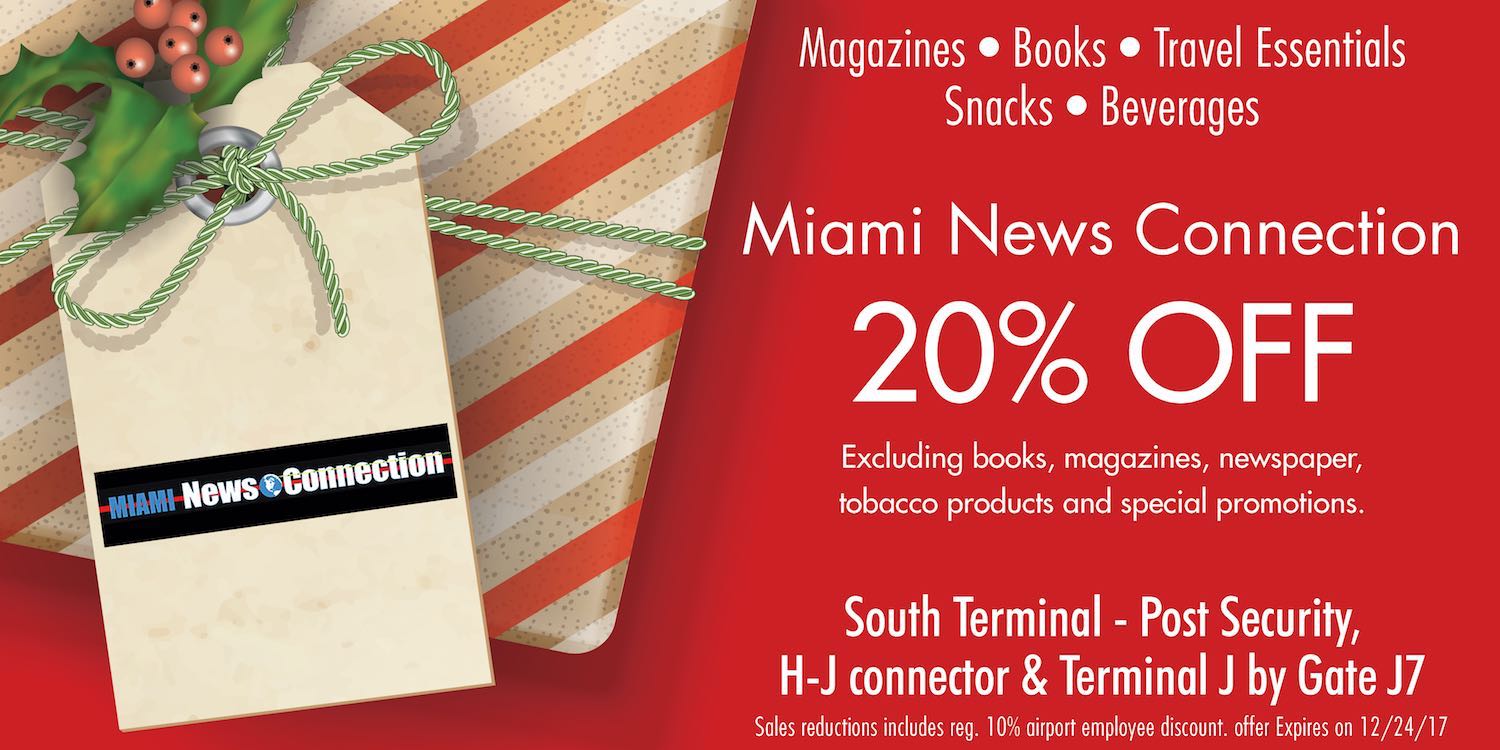 Magazines • Books • Travel Essentials
Snacks • Beverages
Miami News Connection
20% OFF
Excluding books, magazines, newspaper,
tobacco products and special promotions.
South Terminal - Post Security,
H-J connector & Terminal J by Gate J7
Sales reductions includes reg. 10% airport employee discount. offer Expires on 12/24/17
MIAMI News Connection